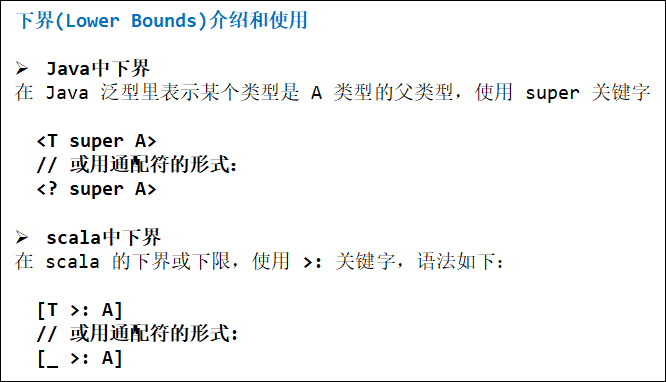 下界(Lower Bounds)介绍和使用
➢ Java中下界
在 Java 泛型里表示某个类型是 A 类型的父类型，使用 super 关键字
<T super A>
// 或用通配符的形式：
<? super A>
➢ scala中下界
在 scala 的下界或下限，使用 >: 关键字，语法如下：
[T >: A]
// 或用通配符的形式：
[_ >: A]